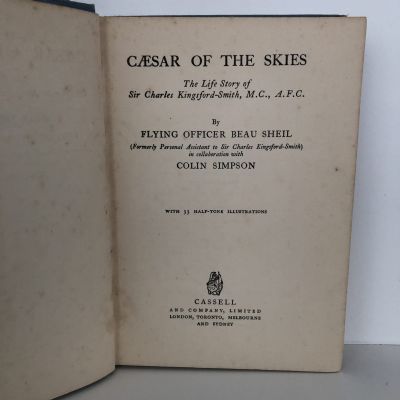 CÆSAR OF THE SKIES
The Life Story of
Sir Charles Kingsford-Smith, M.C., A.F.C.
By
FLYING OFFICER BEAU SHEIL
(Formerly Personal Assistant to Sir Charles Kingsford-Smith)
in collaboration with
COLIN SIMPSON
WITH 33 HALF-TONE ILLUSTRATIONS
CASSELL
AND COMPANY, LIMITED
LONDON, TORONTO, MELBOURNE
AND SYDNEY